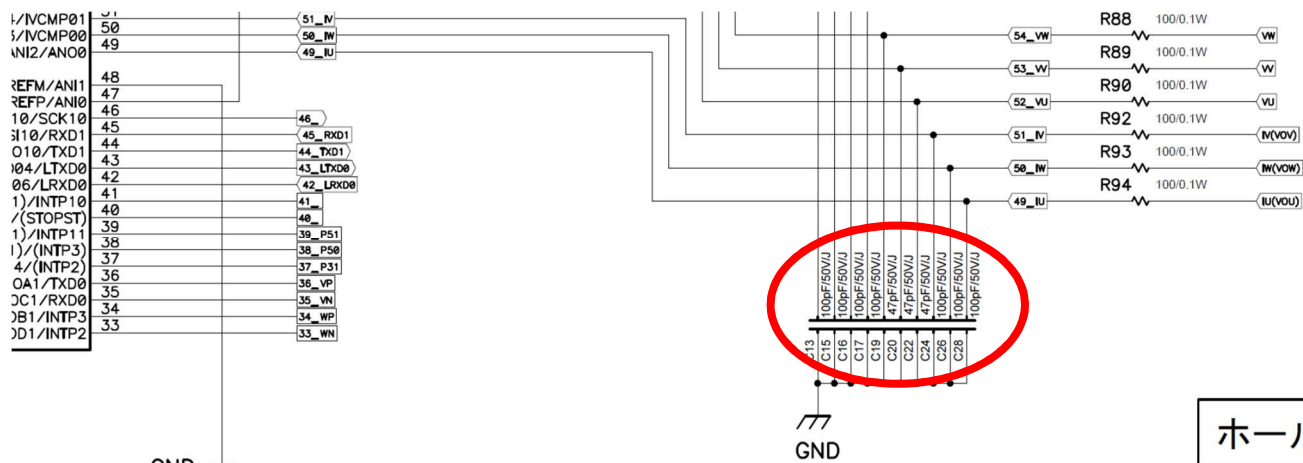 4/IVCMP01 51 51_IV
5/IVCMP00 50 50_IW
ANI2/ANO0 49 49_IU
REFM/ANI1 48
REFP/ANI0 47
10/SCK10 46 46_
SI10/RXD1 45 45_RXD1
O10/TXD1 44 44_TXD1
04/LTXD0 43 43_LTXD0
06/LRXD0 42 42_LRXD0
1)/INTP10 41 41_
/(STOPST) 40 40_
1)/INTP11 39 39_P51
)/(INTP3) 38 38_P50
4/(INTP2) 37 37_P31
OA1/TXD0 36 36_VP
OC1/RXD0 35 35_VN
OB1/INTP3 34 34_WP
OD1/INTP2 33 33_WN
GND
54_VW R88 100/0.1W VW
53_VV R89 100/0.1W VV
52_VU R90 100/0.1W VU
51_IV R92 100/0.1W IV(VOV)
50_IW R93 100/0.1W IW(VOW)
49_IU R94 100/0.1W IU(VOU)
100pF/50V/J
100pF/50V/J
100pF/50V/J
100pF/50V/J
47pF/50V/J
47pF/50V/J
47pF/50V/J
100pF/50V/J
100pF/50V/J
100pF/50V/J
C13
C15
C16
C17
C19
C20
C22
C24
C26
C28
GND
ホール